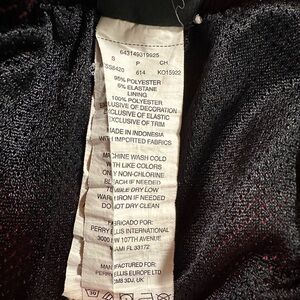 643149019925
S P CH
614 KO15922
95% POLYESTER
5% ELASTANE
LINING
100% POLYESTER
EXCLUSIVE OF DECORATION
EXCLUSIVE OF ELASTIC
EXCLUSIVE OF TRIM
MADE IN INDONESIA
WITH IMPORTED FABRICS
MACHINE WASH COLD
WITH LIKE COLORS
ONLY NON-CHLORINE
BLEACH IF NEEDED
TUMBLE DRY LOW
WARM IRON IF NEEDED
DO NOT DRY CLEAN
FABRICADO POR:
PERRY ELLIS INTERNATIONAL
3000 NW 107TH AVENUE
MIAMI FL 33172
MANUFACTURED FOR:
PERRY ELLIS EUROPE LTD
3DJ, UK
30